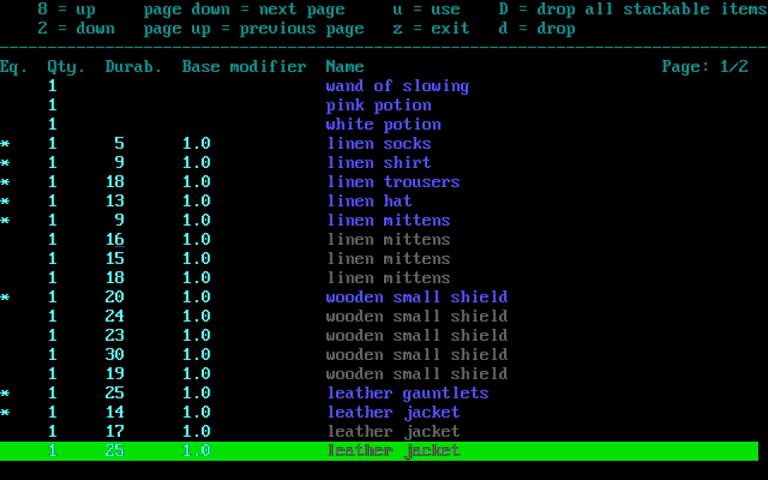 8 = up page down = next page u = use D = drop all stackable items
2 = down page up = previous page z = exit d = drop
Eq. Qty. Durab. Base modifier Name Page: 1/2
1 wand of slowing
1 pink potion
1 white potion
* 1 5 1.0 linen socks
* 1 9 1.0 linen shirt
* 1 18 1.0 linen trousers
* 1 13 1.0 linen hat
* 1 9 1.0 linen mittens
1 16 1.0 linen mittens
1 15 1.0 linen mittens
1 18 1.0 linen mittens
* 1 20 1.0 wooden small shield
1 24 1.0 wooden small shield
1 23 1.0 wooden small shield
1 30 1.0 wooden small shield
1 19 1.0 wooden small shield
* 1 25 1.0 leather gauntlets
* 1 14 1.0 leather jacket
1 17 1.0 leather jacket
1 25 1.0 leather jacket